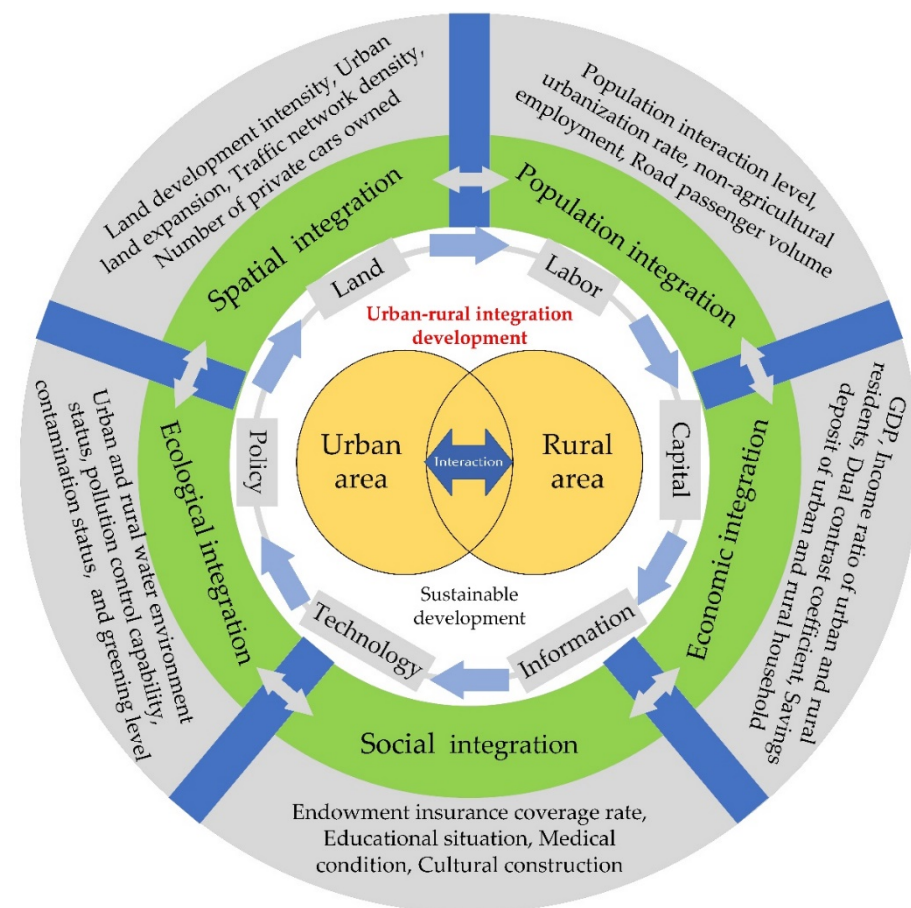 Land development intensity, Urban
land expansion, Traffic network density,
Number of private cars owned
Population interaction level,
urbanization rate, non-agricultural
employment, Road passenger volume
Spatial integration
Population integration
Land
Labor
Urban-rural integration
development
Urban
area
Interaction
Rural
area
Policy
Capital
Sustainable
development
Technology
Information
Ecological integration
Economic integration
Urban and rural water environment
status, pollution control capability,
contamination status, and greening level
GDP, Income ratio of urban and rural
residents, Dual contrast coefficient, Savings
deposit of urban and rural household
Social integration
Endowment insurance coverage rate,
Educational situation, Medical
condition, Cultural construction